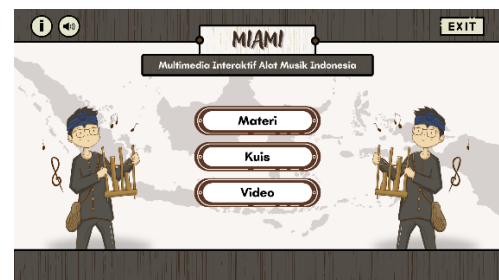 i
EXIT
MIAMI
Multimedia Interaktif Alat Musik Indonesia
Materi
Kuis
Video